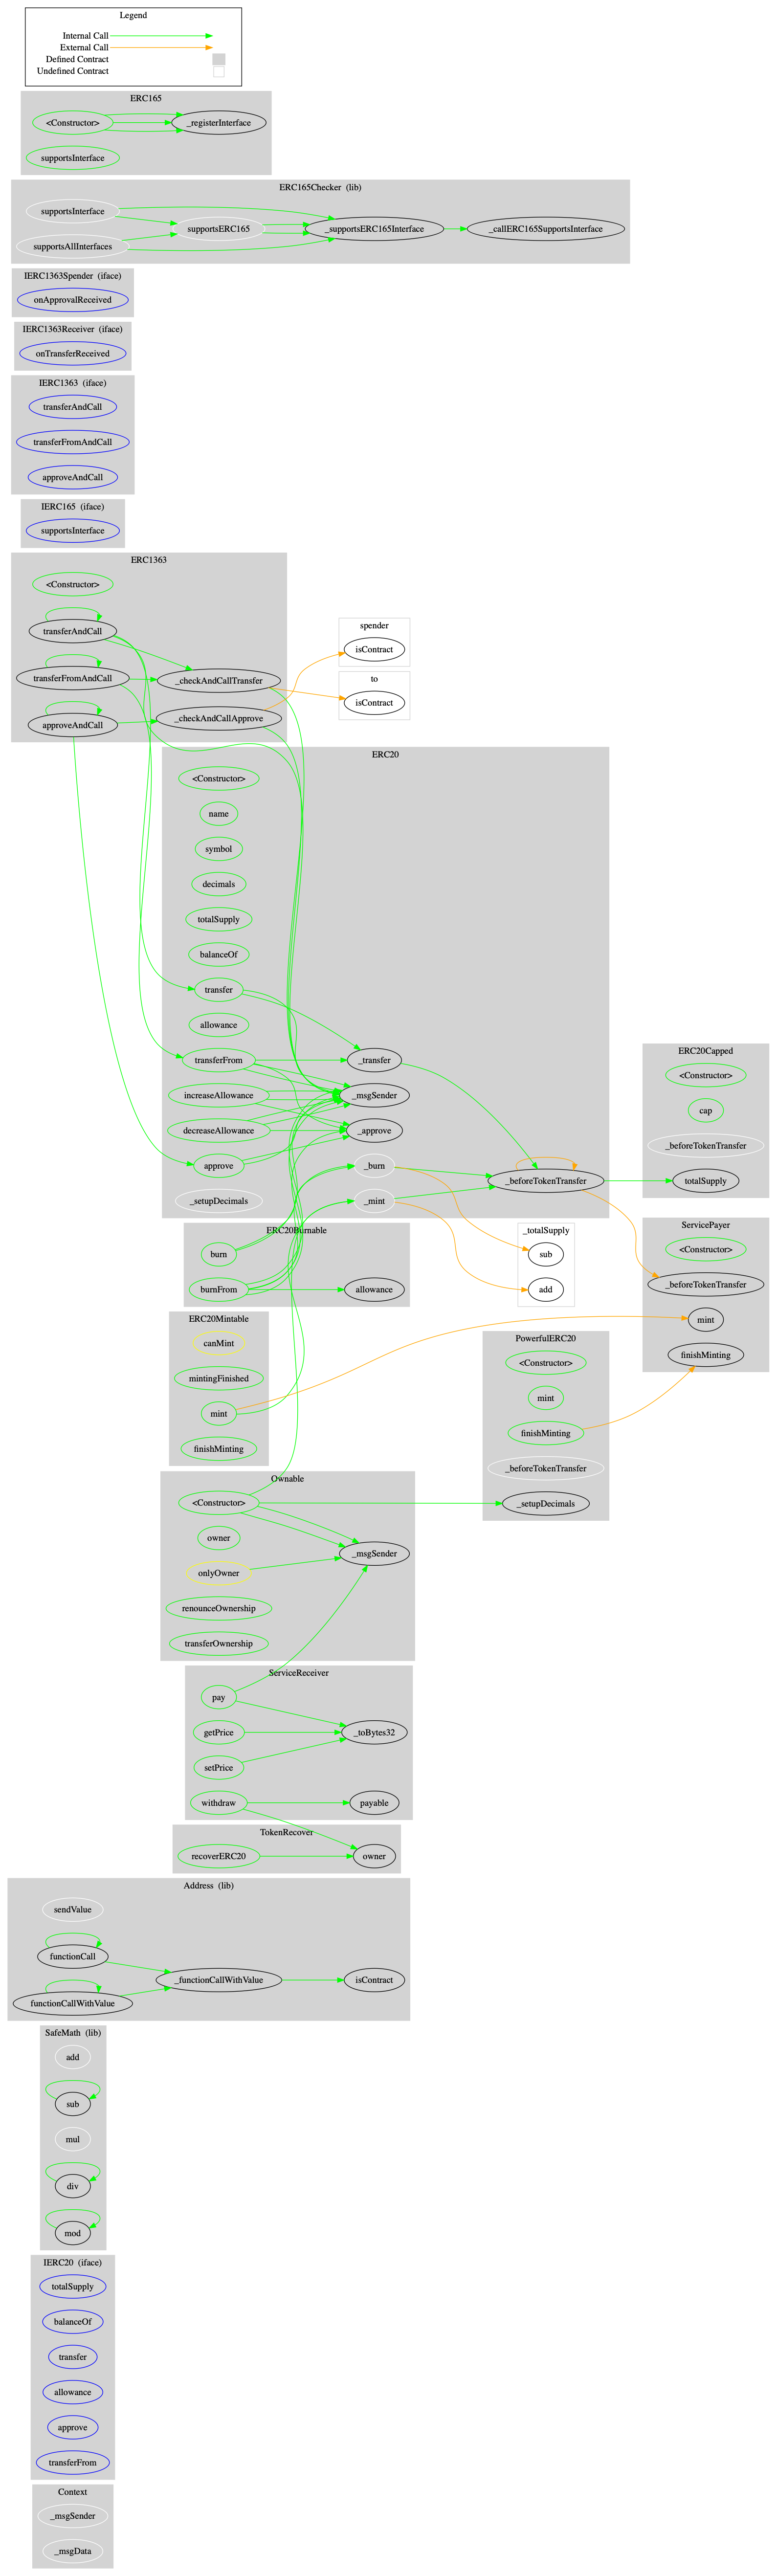 Legend
Internal Call
External Call
Defined Contract
Undefined Contract
ERC165
<Constructor>
_registerInterface
supportsInterface
ERC165Checker (lib)
supportsInterface
supportsERC165
_supportsERC165Interface
_callERC165SupportsInterface
supportsAllInterfaces
IERC1363Spender (iface)
onApprovalReceived
IERC1363Receiver (iface)
onTransferReceived
IERC1363 (iface)
transferAndCall
transferFromAndCall
approveAndCall
IERC165 (iface)
supportsInterface
ERC1363
<Constructor>
transferAndCall
transferFromAndCall
_checkAndCallTransfer
approveAndCall
_checkAndCallApprove
spender
isContract
to
isContract
ERC20
<Constructor>
name
symbol
decimals
totalSupply
balanceOf
transfer
allowance
transferFrom
_transfer
increaseAllowance
_msgSender
decreaseAllowance
_approve
approve
_burn
_beforeTokenTransfer
_setupDecimals
_mint
ERC20Capped
<Constructor>
cap
_beforeTokenTransfer
totalSupply
ERC20Burnable
burn
burnFrom
allowance
_totalSupply
sub
add
ServicePayer
<Constructor>
_beforeTokenTransfer
mint
finishMinting
ERC20Mintable
canMint
mintingFinished
mint
finishMinting
PowerfulERC20
<Constructor>
mint
finishMinting
_beforeTokenTransfer
_setupDecimals
Ownable
<Constructor>
owner
_msgSender
onlyOwner
renounceOwnership
transferOwnership
ServiceReceiver
pay
getPrice
_toBytes32
setPrice
withdraw
payable
TokenRecover
recoverERC20
owner
Address (lib)
sendValue
functionCall
_functionCallWithValue
isContract
functionCallWithValue
SafeMath (lib)
add
sub
mul
div
mod
IERC20 (iface)
totalSupply
balanceOf
transfer
allowance
approve
transferFrom
Context
_msgSender
_msgData